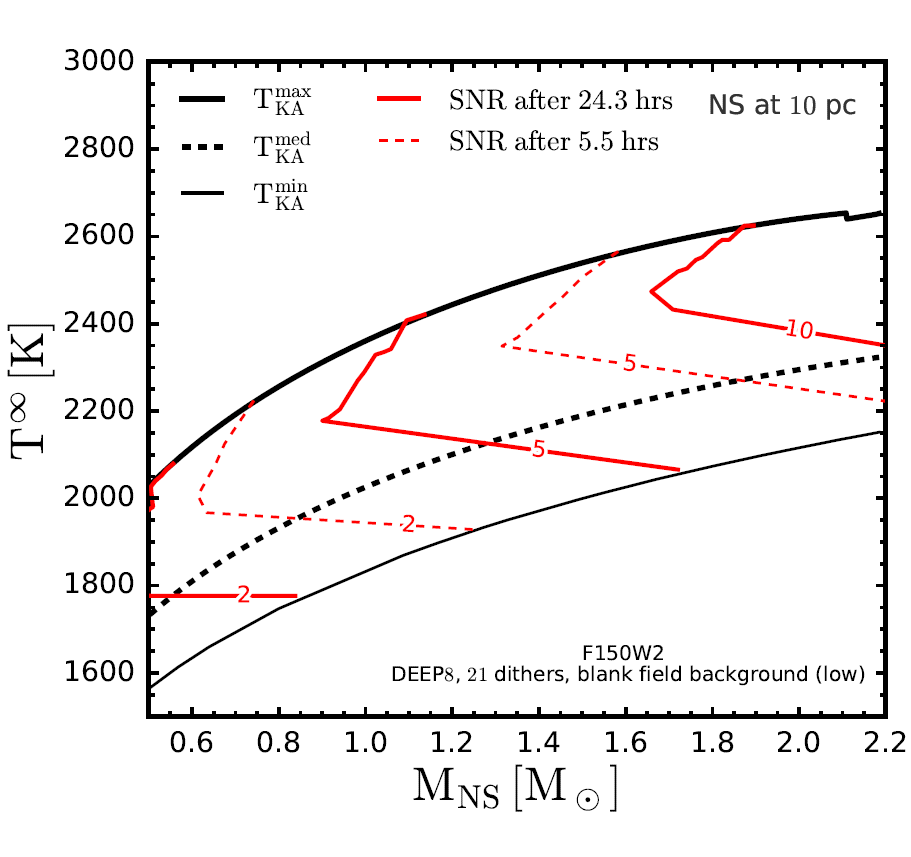 3000
2800
2600
2400
2200
2000
1800
1600
T∞ [K]
T^max_KA
T^med_KA
T^min_KA
SNR after 24.3 hrs
SNR after 5.5 hrs
NS at 10 pc
10
5
5
2
2
F150W2
DEEP8, 21 dithers, blank field background (low)
0.6 0.8 1.0 1.2 1.4 1.6 1.8 2.0 2.2
M_NS [M_⊙]